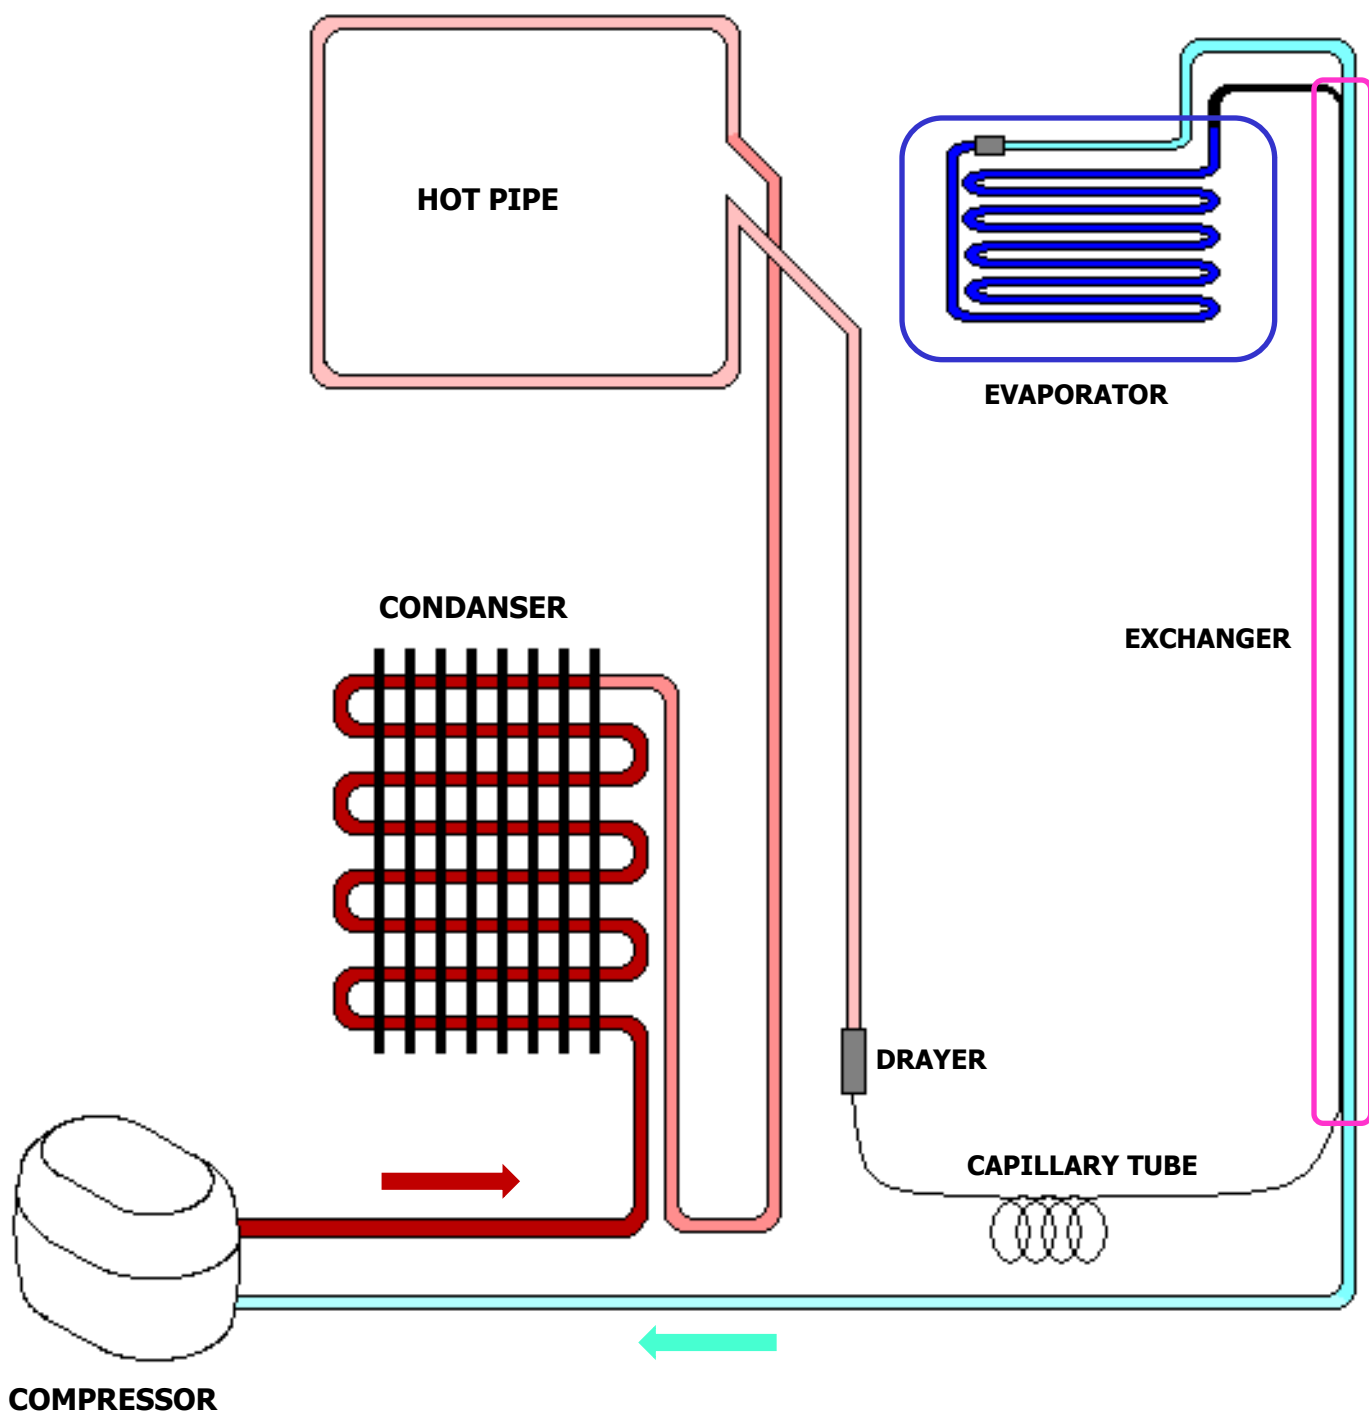 HOT PIPE
EVAPORATOR
CONDANSER
EXCHANGER
DRAYER
CAPILLARY TUBE
COMPRESSOR